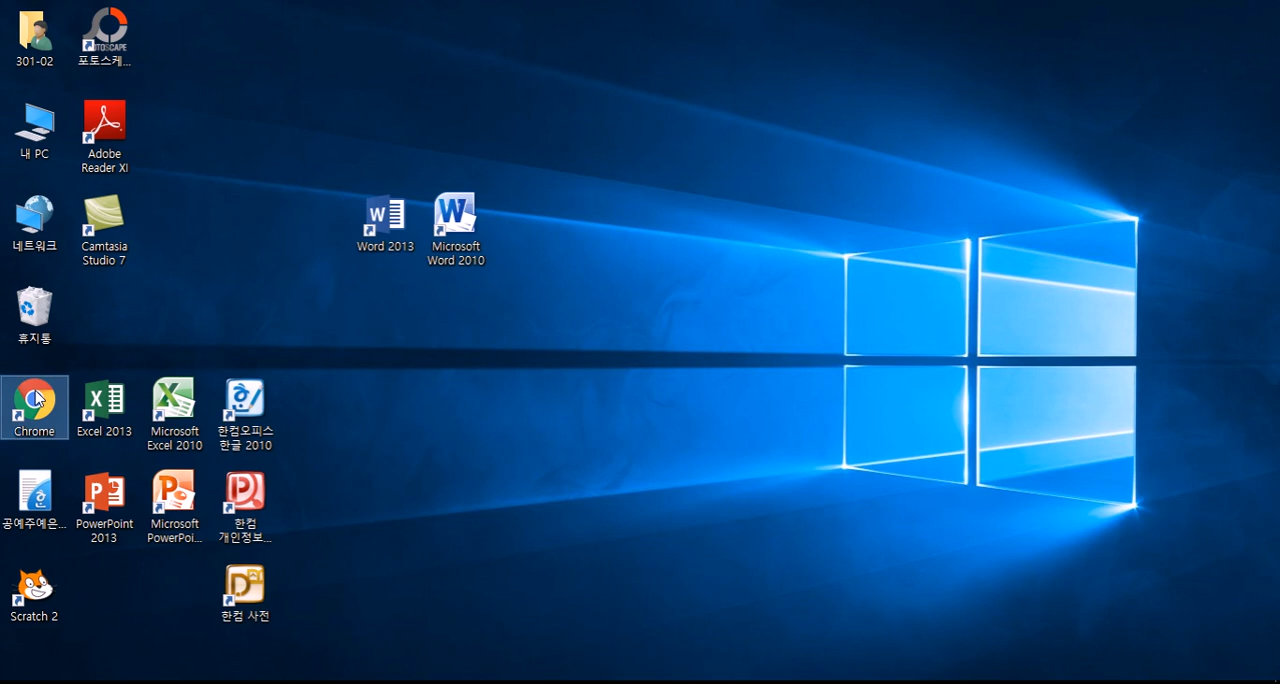 301-02
TOSCAPE
포토스케...
내 PC
Adobe
Reader XI
네트워크
Camtasia
Studio 7
Word 2013
Microsoft
Word 2010
휴지통
Chrome
Excel 2013
Microsoft
Excel 2010
한컴오피스
한글 2010
공예주예은...
PowerPoint
2013
Microsoft
PowerPoi...
한컴
개인정보...
Scratch 2
한컴 사전